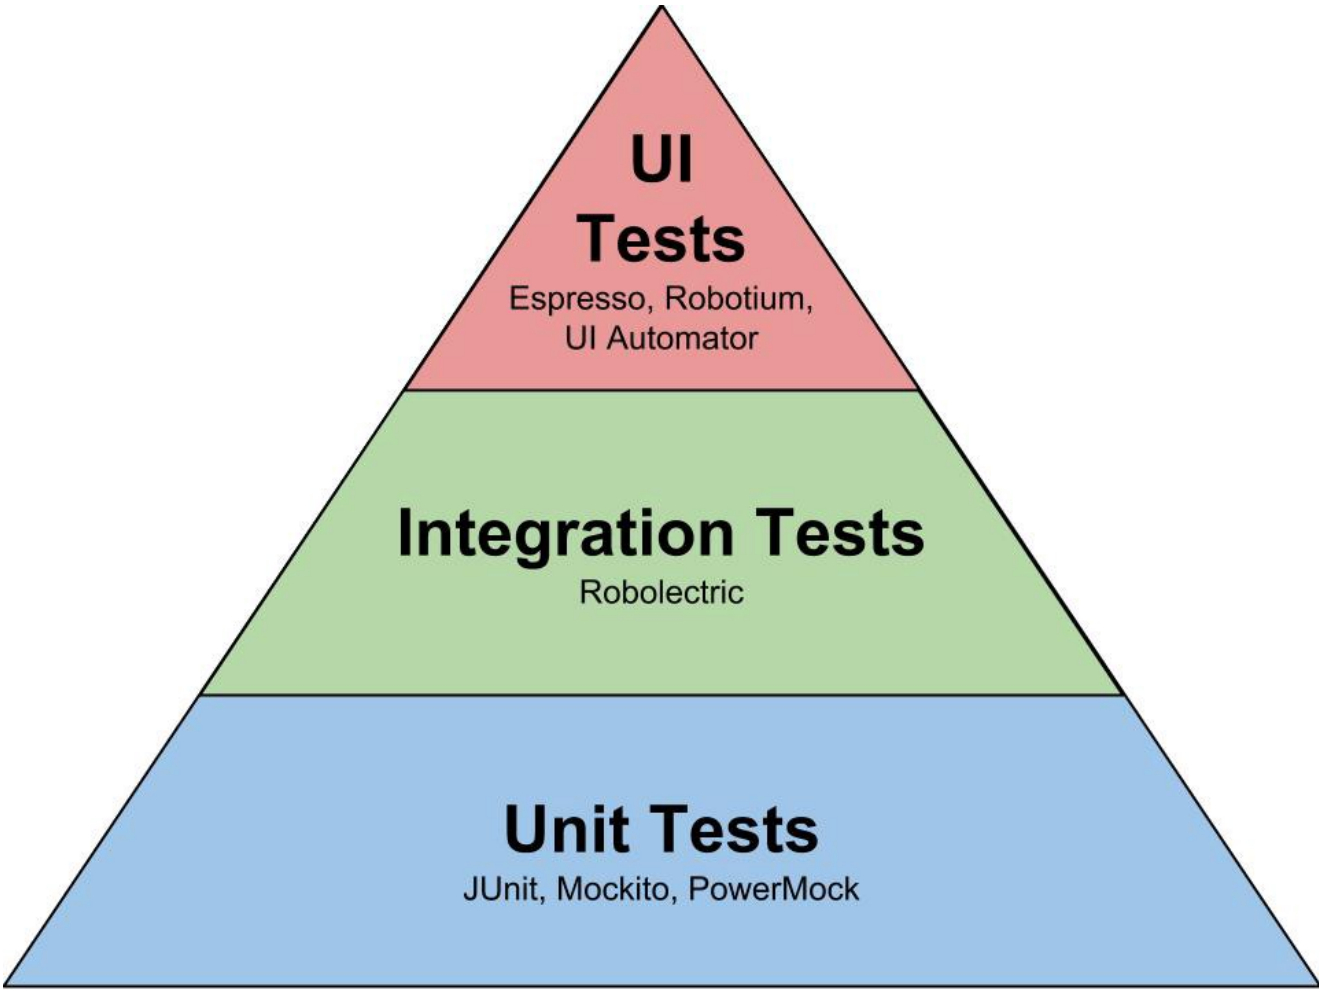 UI
Tests
Espresso, Robotium,
UI Automator
Integration Tests
Robolectric
Unit Tests
JUnit, Mockito, PowerMock